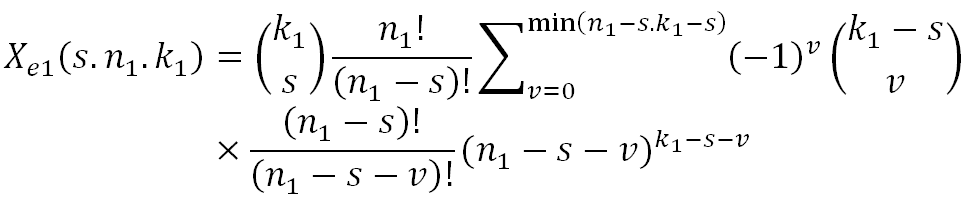 $X_{e1}(s.n_1.k_1) = \binom{k_1}{s} \frac{n_1!}{(n_1-s)!} \sum_{v=0}^{\min(n_1-s.k_1-s)} (-1)^v \binom{k_1-s}{v}$
$\times \frac{(n_1-s)!}{(n_1-s-v)!} (n_1-s-v)^{k_1-s-v}$